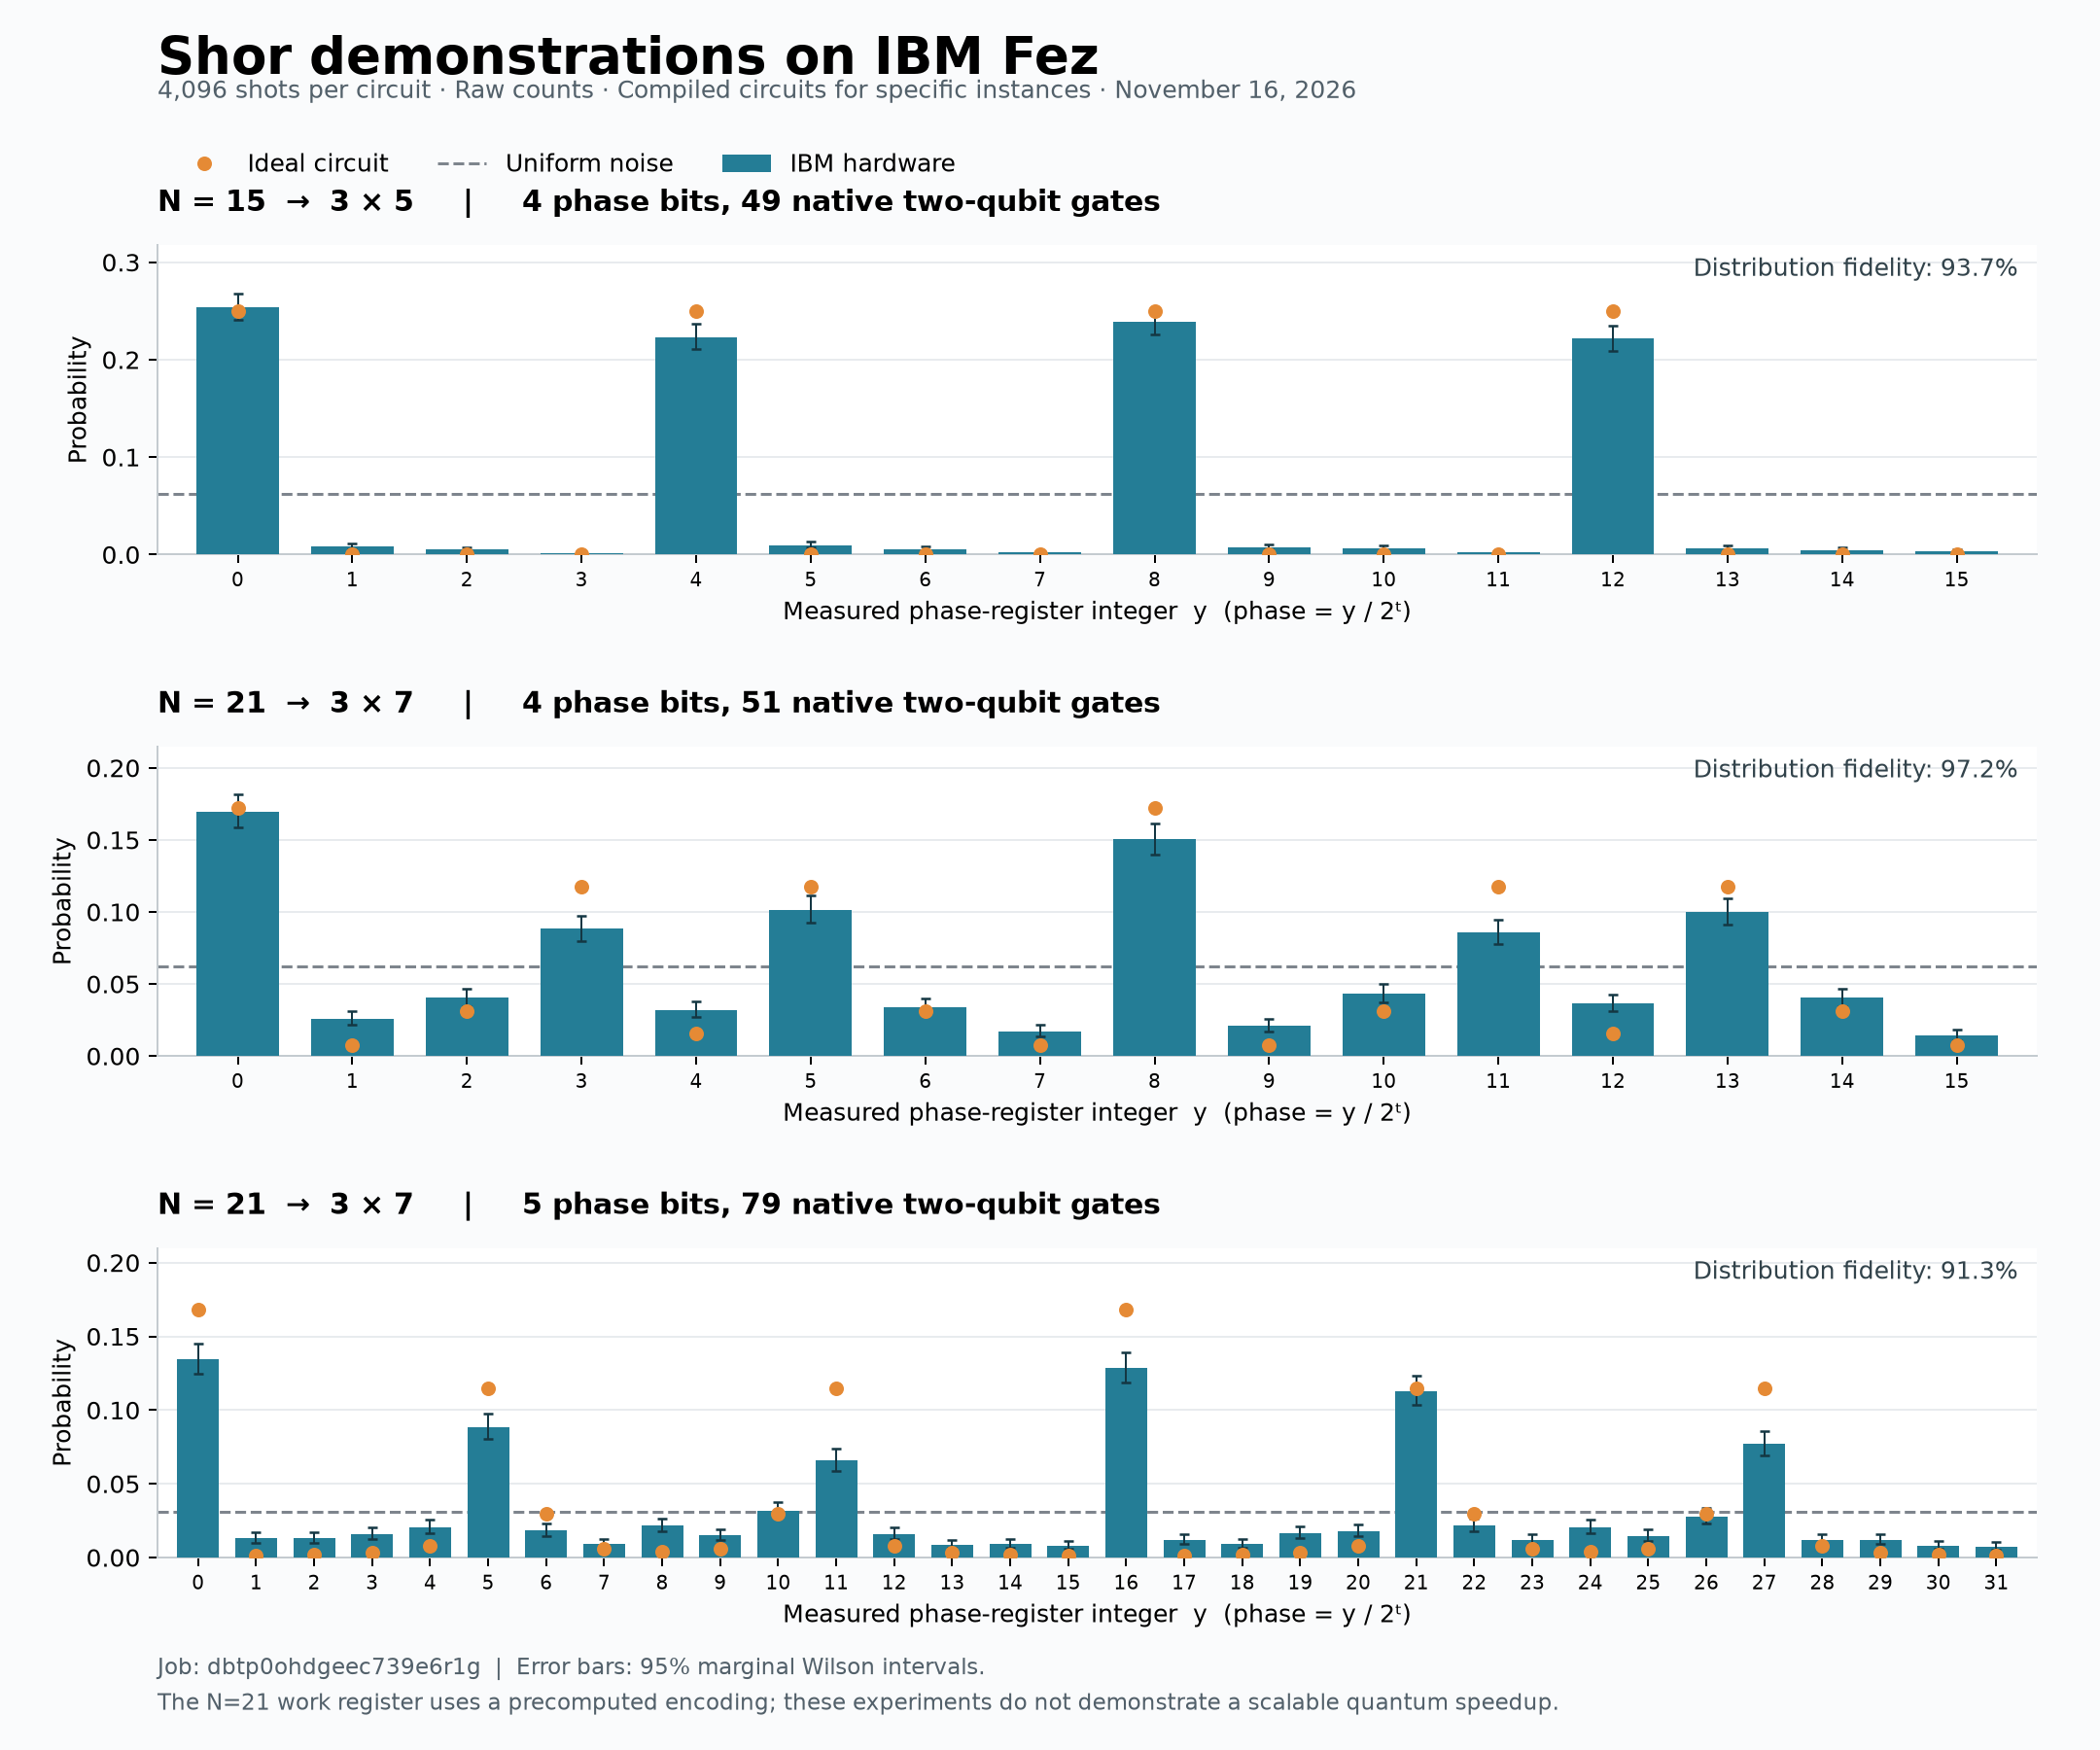 Shor demonstrations on IBM Fez
4,096 shots per circuit · Raw counts · Compiled circuits for specific instances · November 16, 2026
Ideal circuit Uniform noise IBM hardware
N = 15 → 3 × 5 | 4 phase bits, 49 native two-qubit gates
Distribution fidelity: 93.7%
Probability
0.3
0.2
0.1
0.0
0 1 2 3 4 5 6 7 8 9 10 11 12 13 14 15
Measured phase-register integer y (phase = y / 2ᵗ)
N = 21 → 3 × 7 | 4 phase bits, 51 native two-qubit gates
Distribution fidelity: 97.2%
Probability
0.20
0.15
0.10
0.05
0.00
0 1 2 3 4 5 6 7 8 9 10 11 12 13 14 15
Measured phase-register integer y (phase = y / 2ᵗ)
N = 21 → 3 × 7 | 5 phase bits, 79 native two-qubit gates
Distribution fidelity: 91.3%
Probability
0.20
0.15
0.10
0.05
0.00
0 1 2 3 4 5 6 7 8 9 10 11 12 13 14 15 16 17 18 19 20 21 22 23 24 25 26 27 28 29 30 31
Measured phase-register integer y (phase = y / 2ᵗ)
Job: dbtp0ohdgeec739e6r1g | Error bars: 95% marginal Wilson intervals.
The N=21 work register uses a precomputed encoding; these experiments do not demonstrate a scalable quantum speedup.